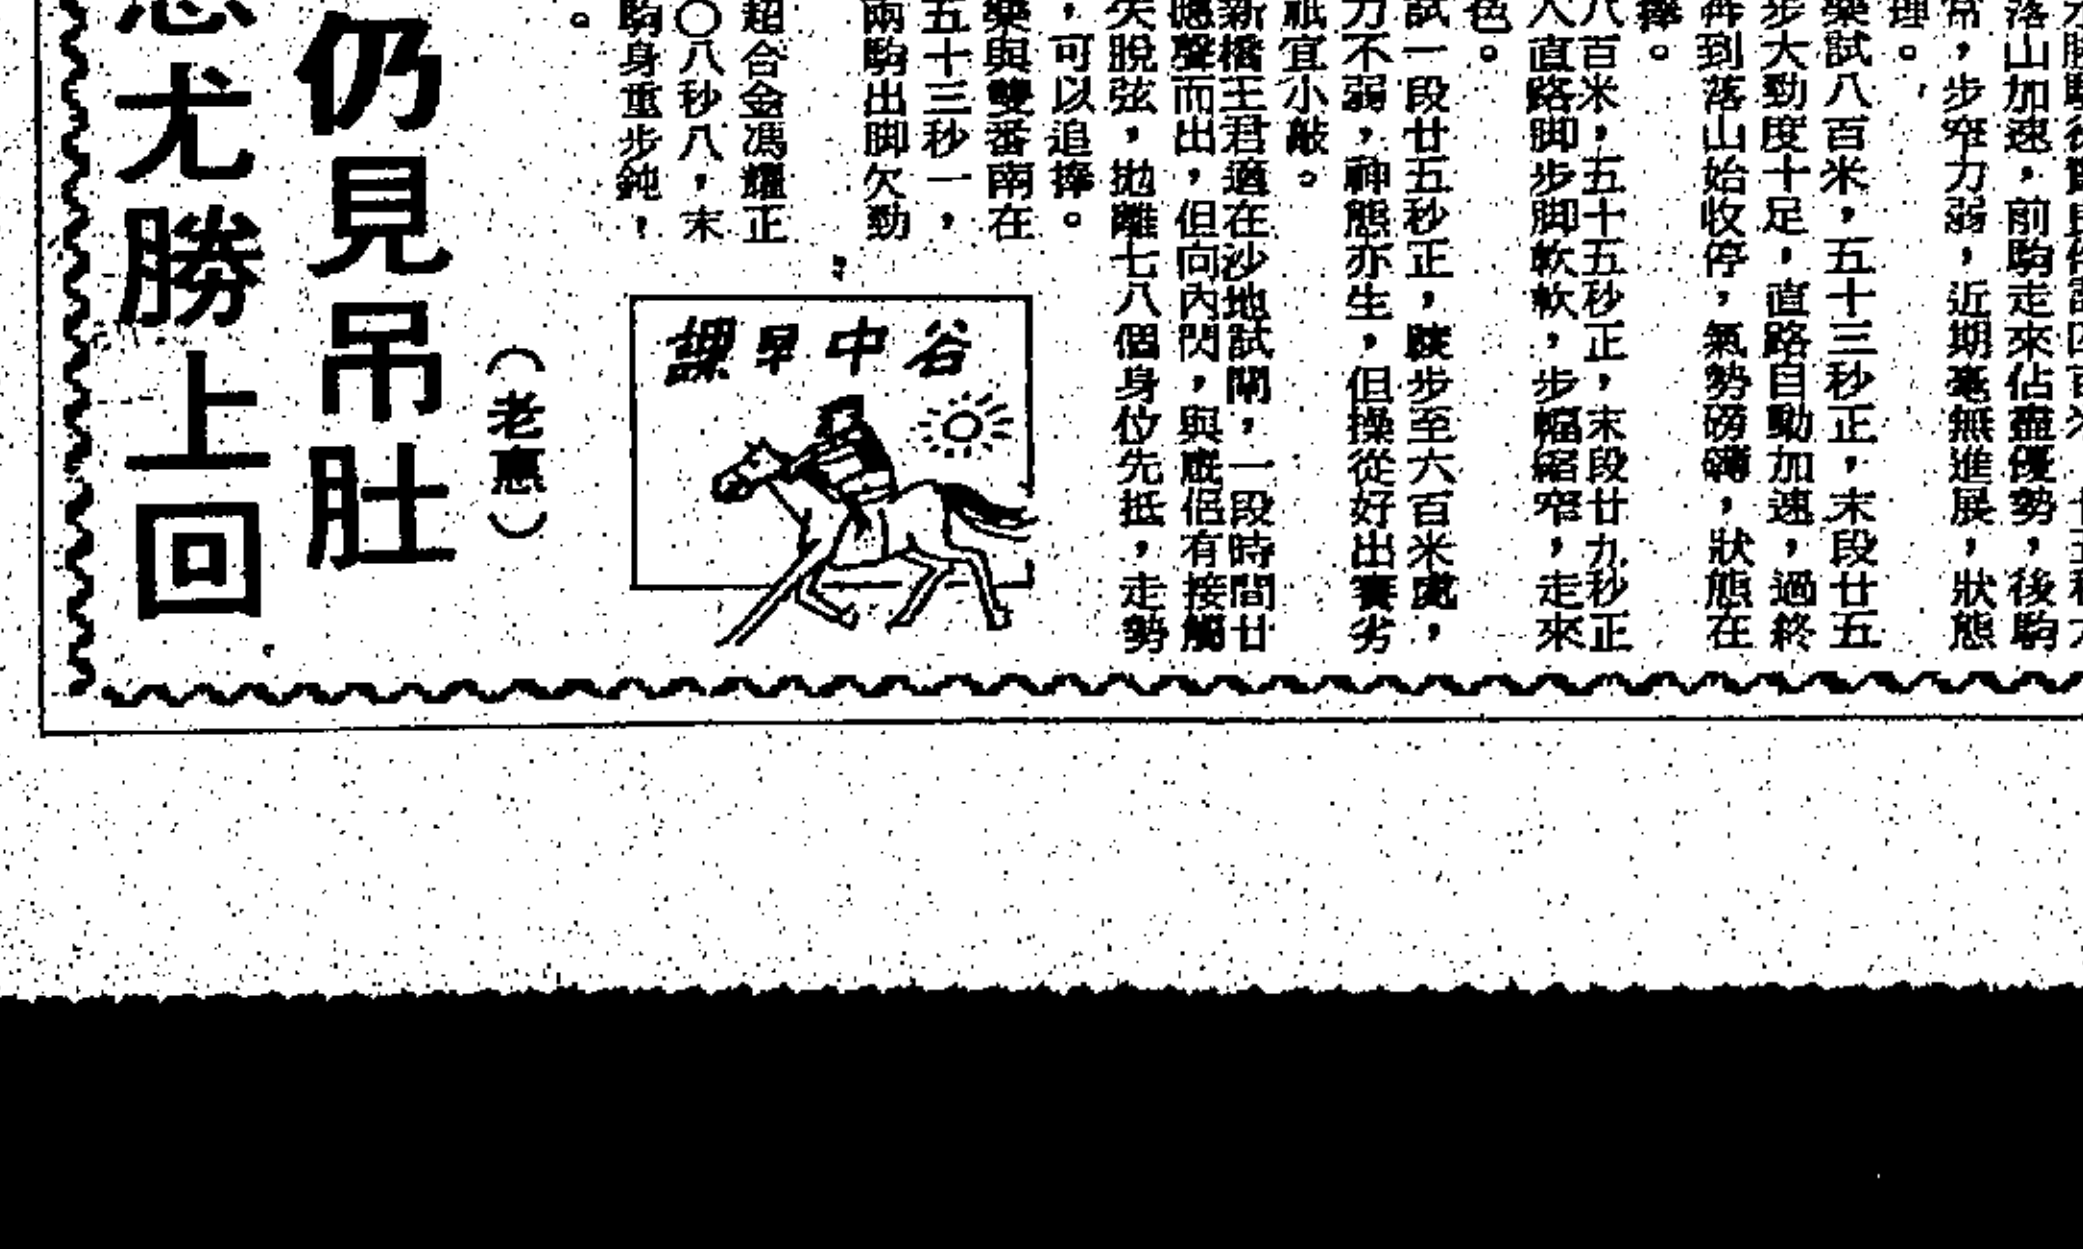 落山加速，前駒走來佔盡優勢，後駒
常，步窄力弱，近期毫無進展，狀態
理。
樂試八百米，五十三秒正，末段廿五
步大勁度十足，直路自動加速，過終
奔到落山始收停，氣勢磅礴，狀態在
捧。
八百米，五十五秒正，末段廿九秒正
入直路脚步脚軟軟，步幅縮窄，走來
色。
試一段廿五秒正，踱步至六百米處，
力不弱，神態亦生，但操從好出賽劣
祇宜小敲。
新橋王君適在沙地試閘，一段時間廿
聲而出，但向內閃，與廐侶有接觸
矢脫弦，拋離七八個身位先抵，走勢
，可以追捧。
樂與雙番南在
五十三秒一，
兩駒出脚欠勁
超合金馮耀正
〇八秒八，末
駒身重步鈍，
。
谷中早課
（老惠）
仍見吊肚
尤勝上回